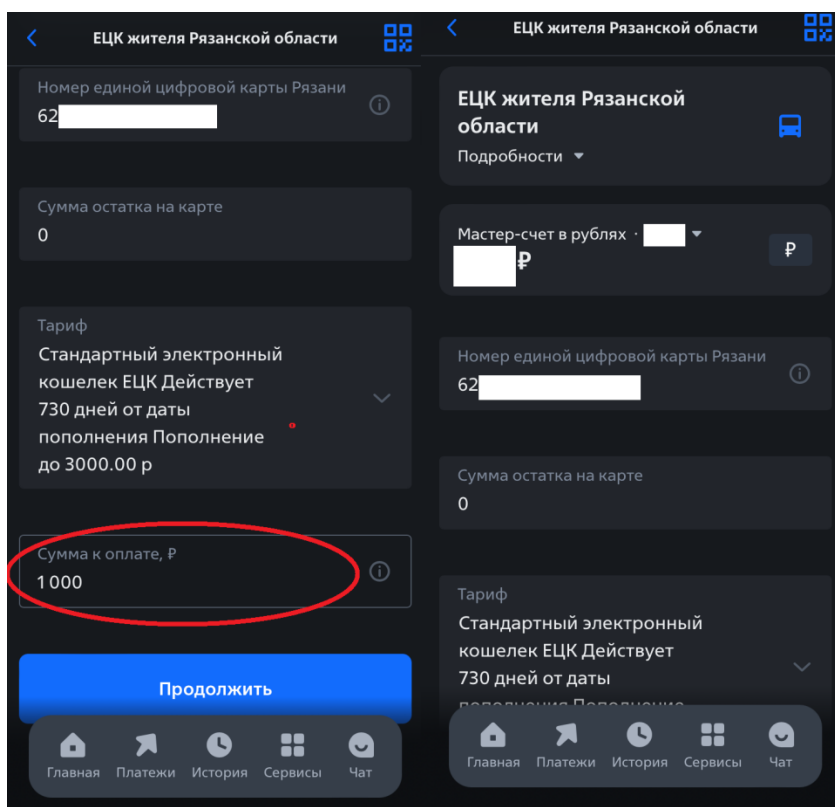 ЕЦК жителя Рязанской области
Номер единой цифровой карты Рязани
62
Сумма остатка на карте
0
Тариф
Стандартный электронный
кошелек ЕЦК Действует
730 дней от даты
пополнения Пополнение
до 3000.00 р
Сумма к оплате, ₽
1 000
Продолжить
Главная Платежи История Сервисы Чат
ЕЦК жителя Рязанской области
ЕЦК жителя Рязанской
области
Подробности
Мастер-счет в рублях ·
₽
₽
Номер единой цифровой карты Рязани
62
Сумма остатка на карте
0
Тариф
Стандартный электронный
кошелек ЕЦК Действует
730 дней от даты
пополнения Пополнение
Главная Платежи История Сервисы Чат